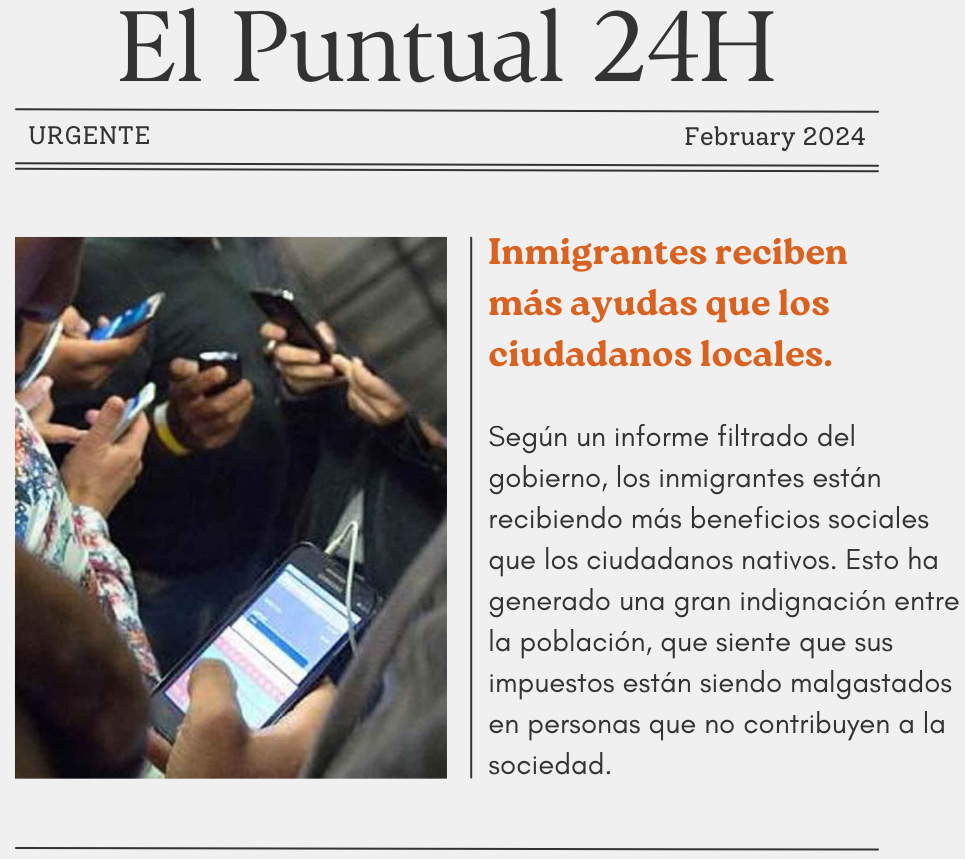 El Puntual 24H
URGENTE
February 2024
Inmigrantes reciben
más ayudas que los
ciudadanos locales.
Según un informe filtrado del
gobierno, los inmigrantes están
recibiendo más beneficios sociales
que los ciudadanos nativos. Esto ha
generado una gran indignación entre
la población, que siente que sus
impuestos están siendo malgastados
en personas que no contribuyen a la
sociedad.